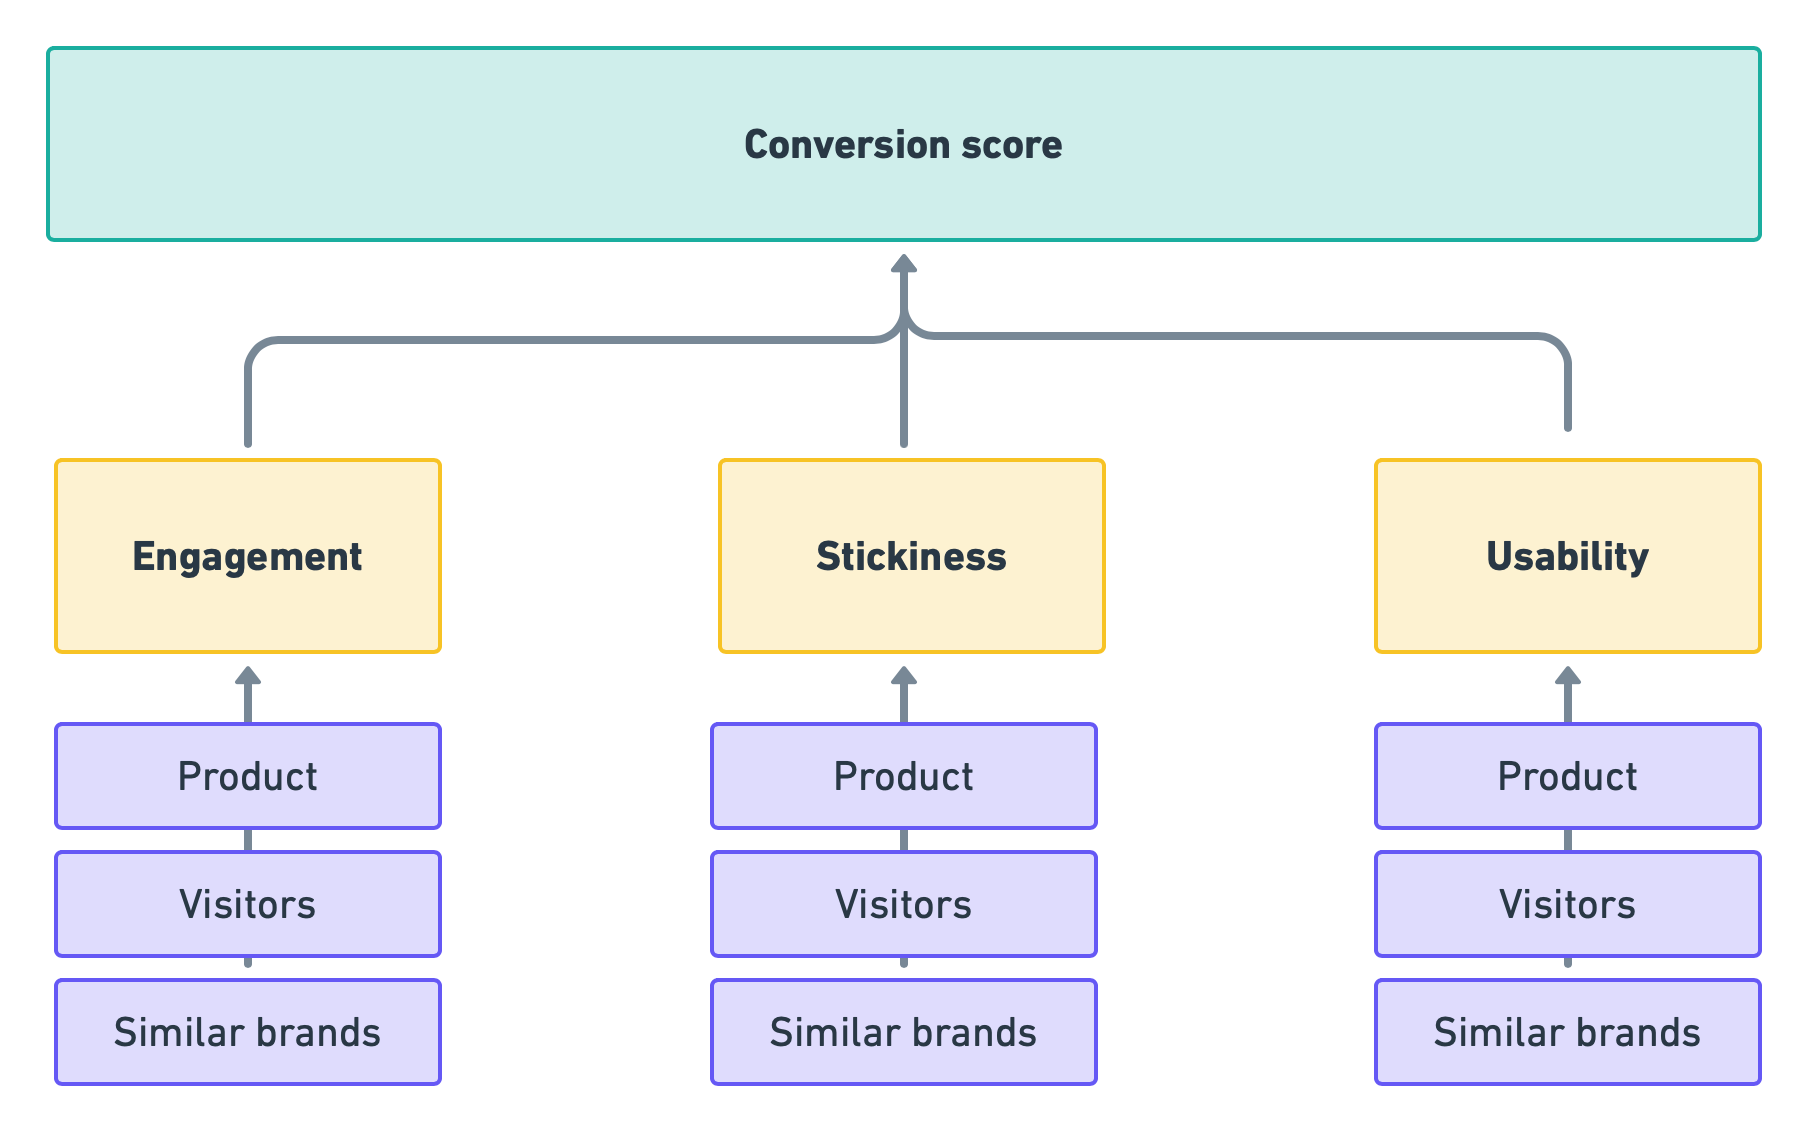 Conversion score
Engagement
Stickiness
Usability
Product
Product
Product
Visitors
Visitors
Visitors
Similar brands
Similar brands
Similar brands